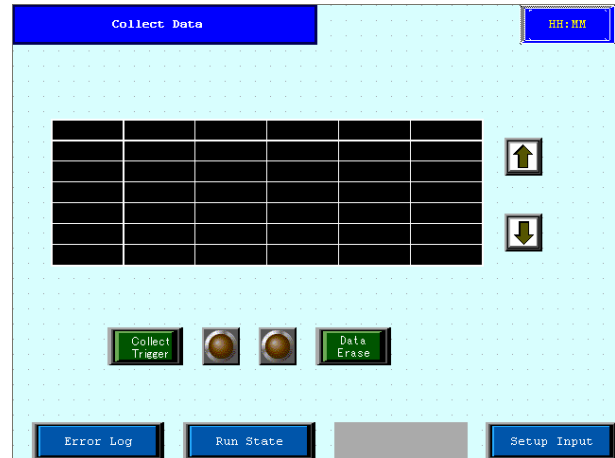 Collect Data
HH:MM
Collect
Trigger
Data
Erase
Error Log
Run State
Setup Input